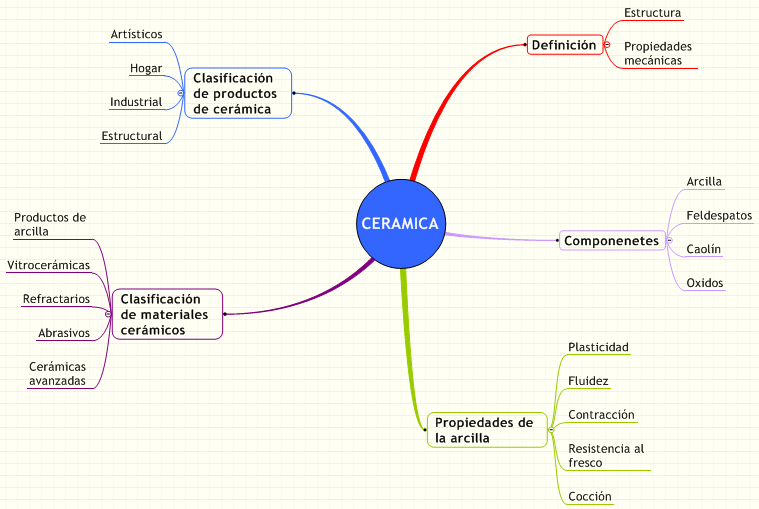 CERAMICA
Definición
Estructura
Propiedades
mecánicas
Componenetes
Arcilla
Feldespatos
Caolín
Oxidos
Propiedades de
la arcilla
Plasticidad
Fluidez
Contracción
Resistencia al
fresco
Cocción
Clasificación
de materiales
cerámicos
Productos de
arcilla
Vitrocerámicas
Refractarios
Abrasivos
Cerámicas
avanzadas
Clasificación
de productos
de cerámica
Artísticos
Hogar
Industrial
Estructural